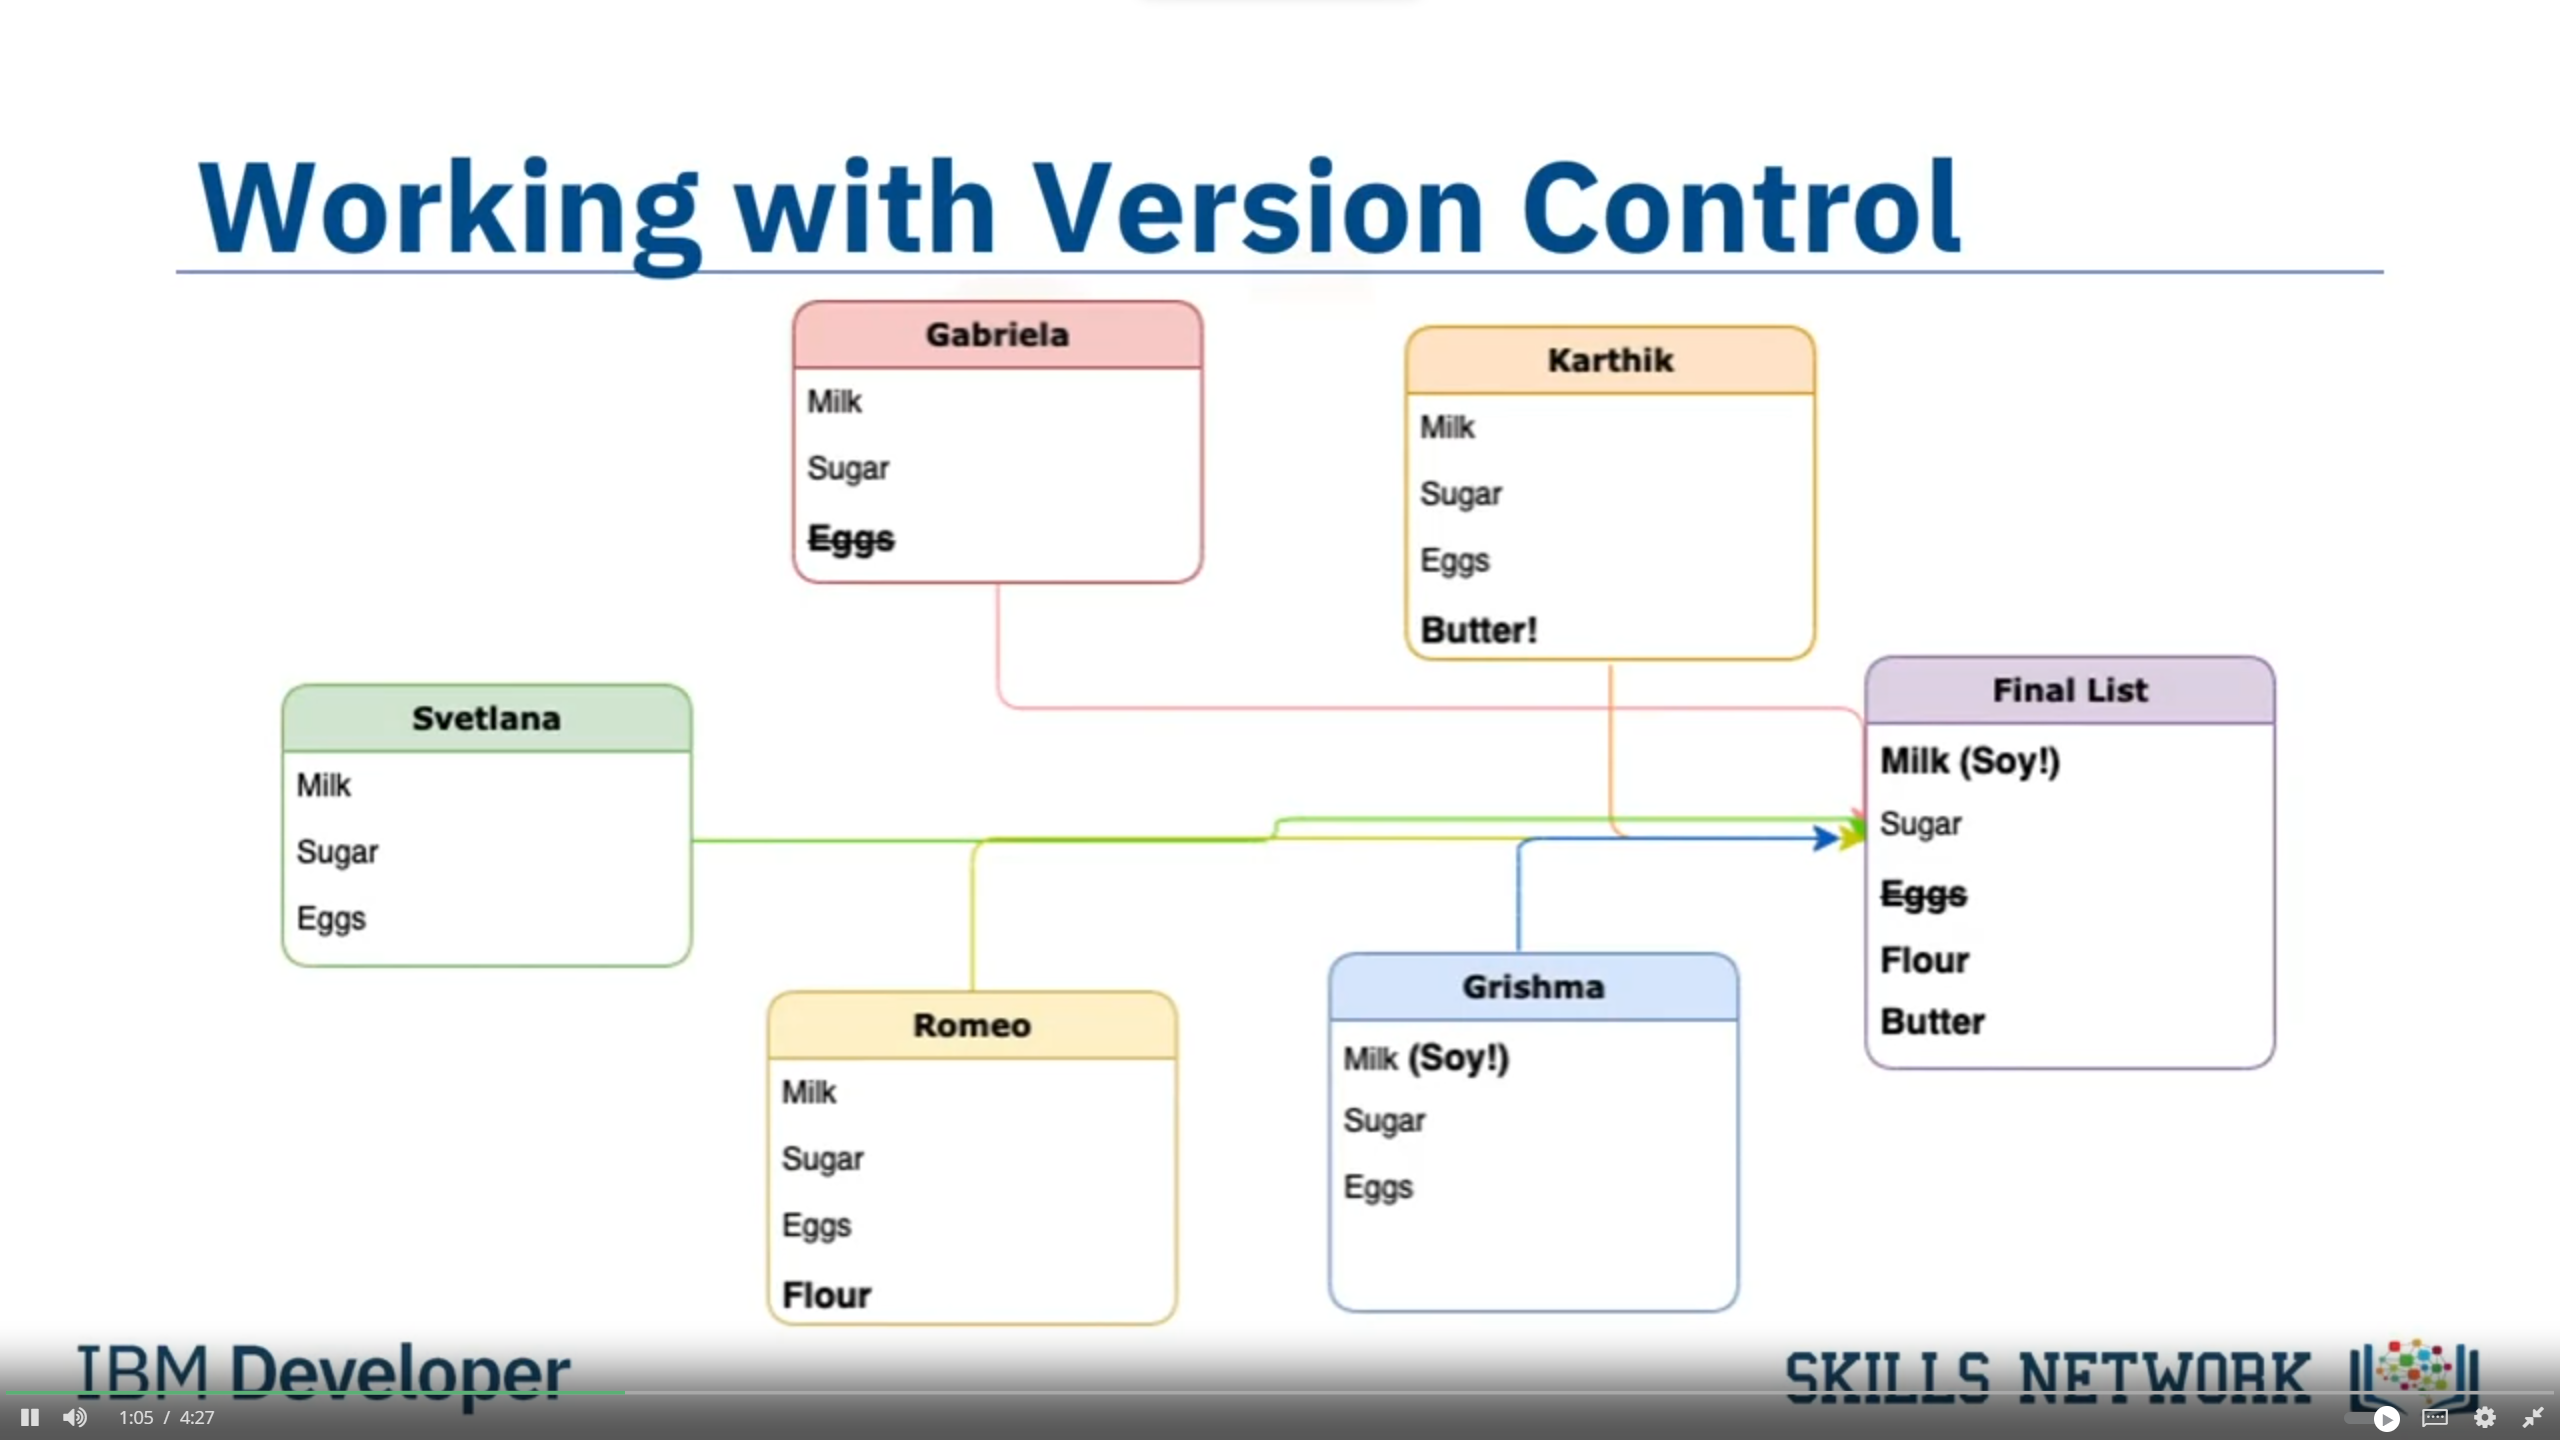 Working with Version Control
Gabriela
Milk
Sugar
Eggs
Karthik
Milk
Sugar
Eggs
Butter!
Svetlana
Milk
Sugar
Eggs
Final List
Milk (Soy!)
Sugar
Eggs
Flour
Butter
Romeo
Milk
Sugar
Eggs
Flour
Grishma
Milk (Soy!)
Sugar
Eggs
IBM Developer
SKILLS NETWORK
1:05 / 4:27